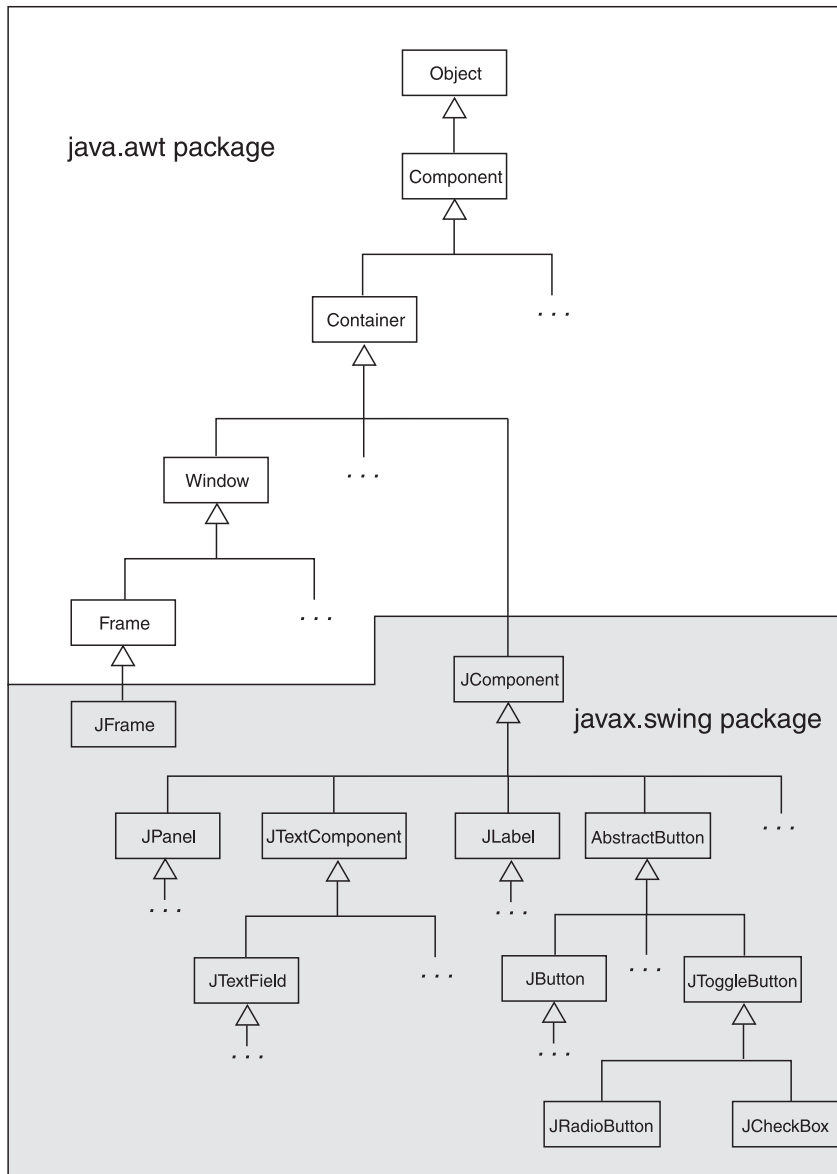 Object
java.awt package
Component
Container
. . .
Window
. . .
Frame
. . .
JComponent
JFrame
javax.swing package
JPanel
JTextComponent
JLabel
AbstractButton
. . .
. . .
. . .
JTextField
. . .
JButton
. . .
JToggleButton
. . .
. . .
JRadioButton
JCheckBox